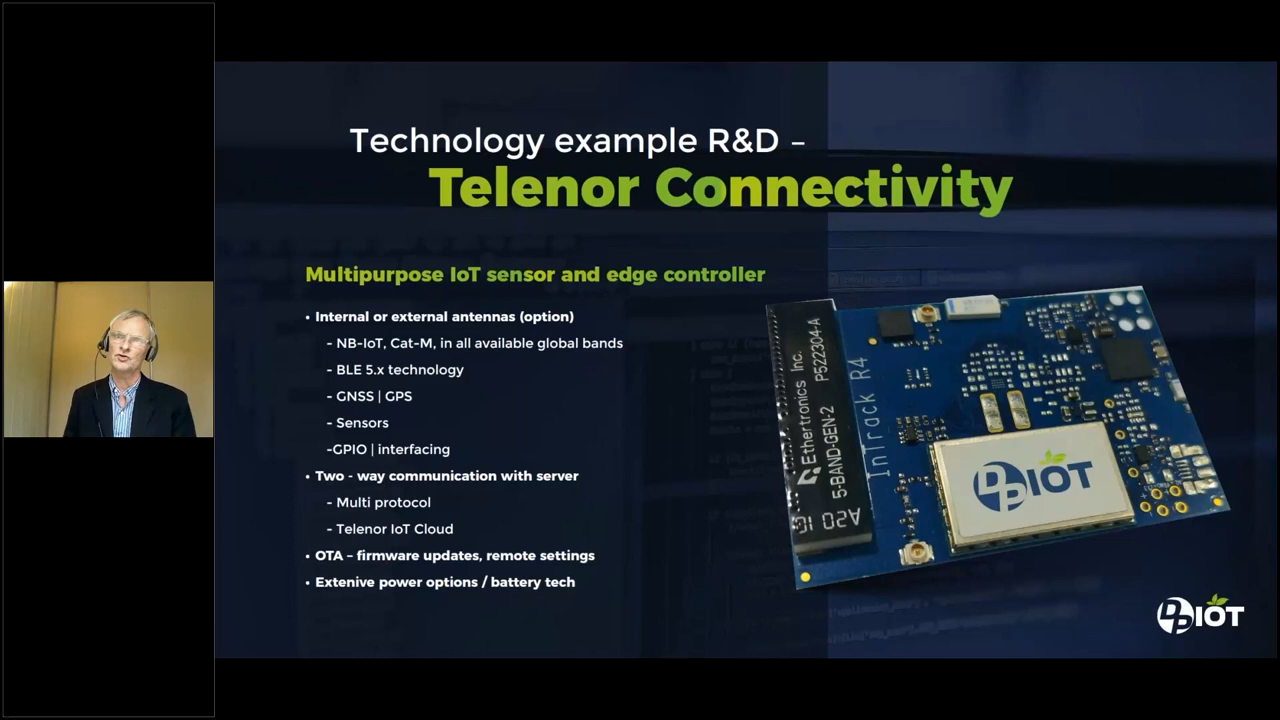 Technology example R&D –
Telenor Connectivity
Multipurpose IoT sensor and edge controller
• Internal or external antennas (option)
- NB-IoT, Cat-M, in all available global bands
- BLE 5.x technology
- GNSS | GPS
- Sensors
-GPIO | interfacing
• Two - way communication with server
- Multi protocol
- Telenor IoT Cloud
• OTA – firmware updates, remote settings
• Extenive power options / battery tech
Ethertronics Inc.
5-BAND-GEN-2 P522304-A
InTrack R4
DPIOT
DPIOT